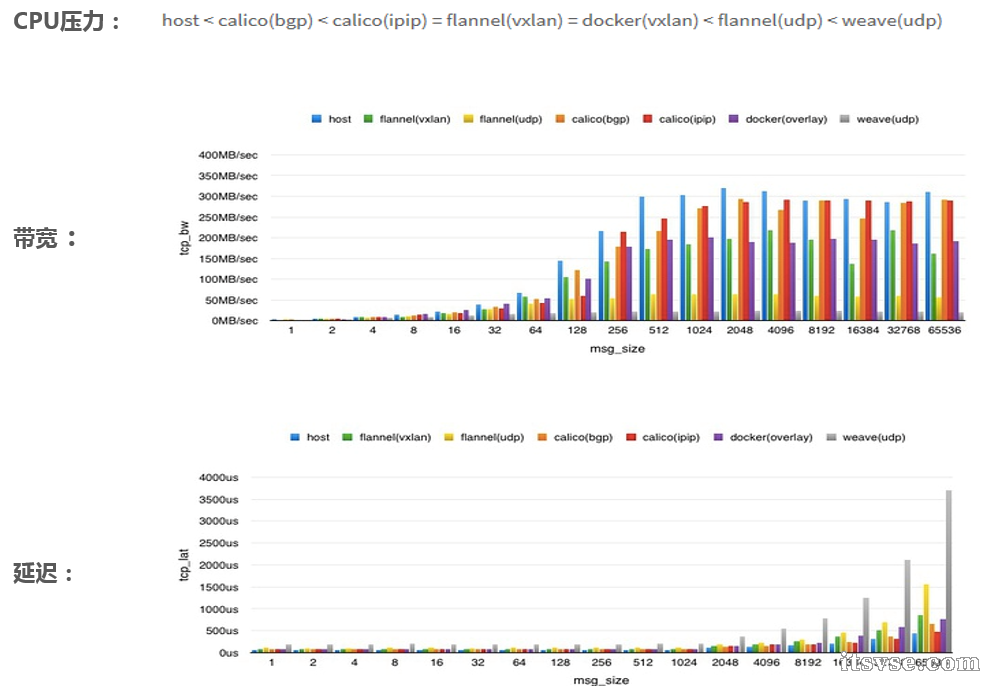 CPU压力： host < calico(bgp) < calico(ipip) = flannel(vxlan) = docker(vxlan) < flannel(udp) < weave(udp)
host flannel(vxlan) flannel(udp) calico(bgp) calico(ipip) docker(overlay) weave(udp)
400MB/sec
350MB/sec
300MB/sec
250MB/sec
带宽：
tcp_bw
200MB/sec
150MB/sec
100MB/sec
50MB/sec
0MB/sec
1 2 4 8 16 32 64 128 256 512 1024 2048 4096 8192 16384 32768 65536
msg_size
host flannel(vxlan) flannel(udp) calico(bgp) calico(ipip) docker(overlay) weave(udp)
4000us
3500us
3000us
2500us
延迟：
tcp_lat
2000us
1500us
1000us
500us
0us
1 2 4 8 16 32 64 128 256 512 1024 2048 4096 8192
itsvse.com
msg_size